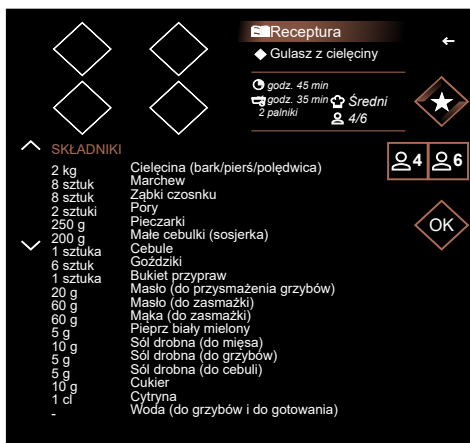 Receptura
Gulasz z cielęciny
godz. 45 min
godz. 35 min
2 palniki
Średni
4/6
SKŁADNIKI
4 6
2 kg Cielęcina (bark/pierś/polędwica)
8 sztuk Marchew
8 sztuk Ząbki czosnku
2 sztuki Pory
250 g Pieczarki
200 g Małe cebulki (sosjerka)
1 sztuka Cebule
6 sztuk Goździki
1 sztuka Bukiet przypraw
20 g Masło (do przysmażenia grzybów)
60 g Masło (do zasmażki)
60 g Mąka (do zasmażki)
5 g Pieprz biały mielony
10 g Sól drobna (do mięsa)
5 g Sól drobna (do grzybów)
5 g Sól drobna (do cebuli)
10 g Cukier
1 cl Cytryna
- Woda (do grzybów i do gotowania)
OK